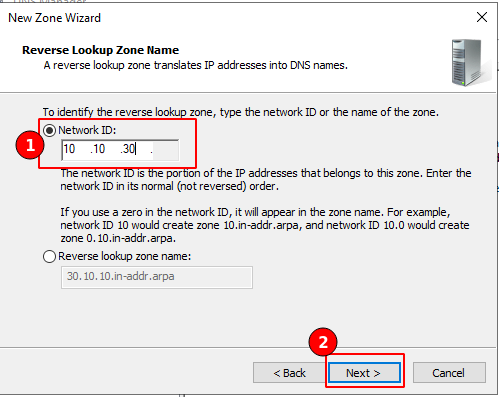 New Zone Wizard
Reverse Lookup Zone Name
A reverse lookup zone translates IP addresses into DNS names.
To identify the reverse lookup zone, type the network ID or the name of the zone.
1
Network ID:
10 .10 .30 .
The network ID is the portion of the IP addresses that belongs to this zone. Enter the
network ID in its normal (not reversed) order.
If you use a zero in the network ID, it will appear in the zone name. For example,
network ID 10 would create zone 10.in-addr.arpa, and network ID 10.0 would create
zone 0.10.in-addr.arpa.
Reverse lookup zone name:
30.10.10.in-addr.arpa
2
< Back
Next >
Cancel